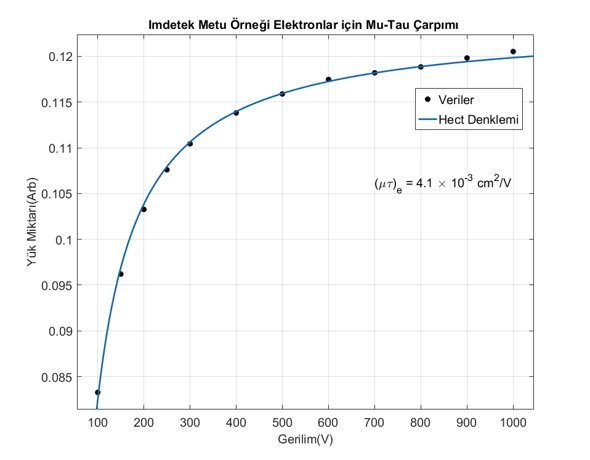 Imdetek Metu Örneği Elektronlar için Mu-Tau Çarpımı
0.12
0.115
0.11
0.105
0.1
0.095
0.09
0.085
Yük Miktarı(Arb)
Veriler
Hect Denklemi
(μτ)e = 4.1 × 10-3 cm2/V
100 200 300 400 500 600 700 800 900 1000
Gerilim(V)